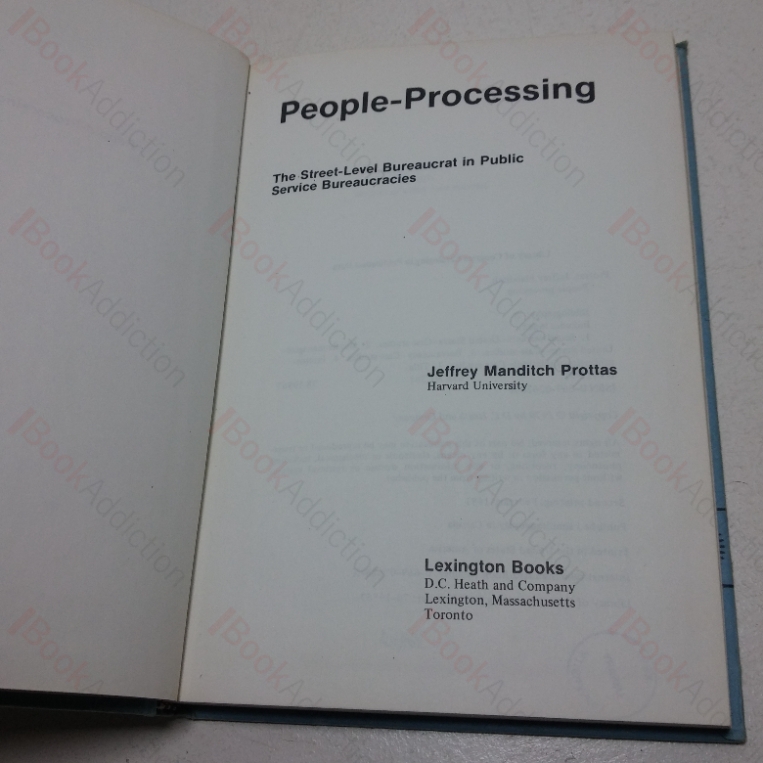 People-Processing
The Street-Level Bureaucrat in Public
Service Bureaucracies
Jeffrey Manditch Prottas
Harvard University
Lexington Books
D.C. Heath and Company
Lexington, Massachusetts
Toronto
BookAddiction